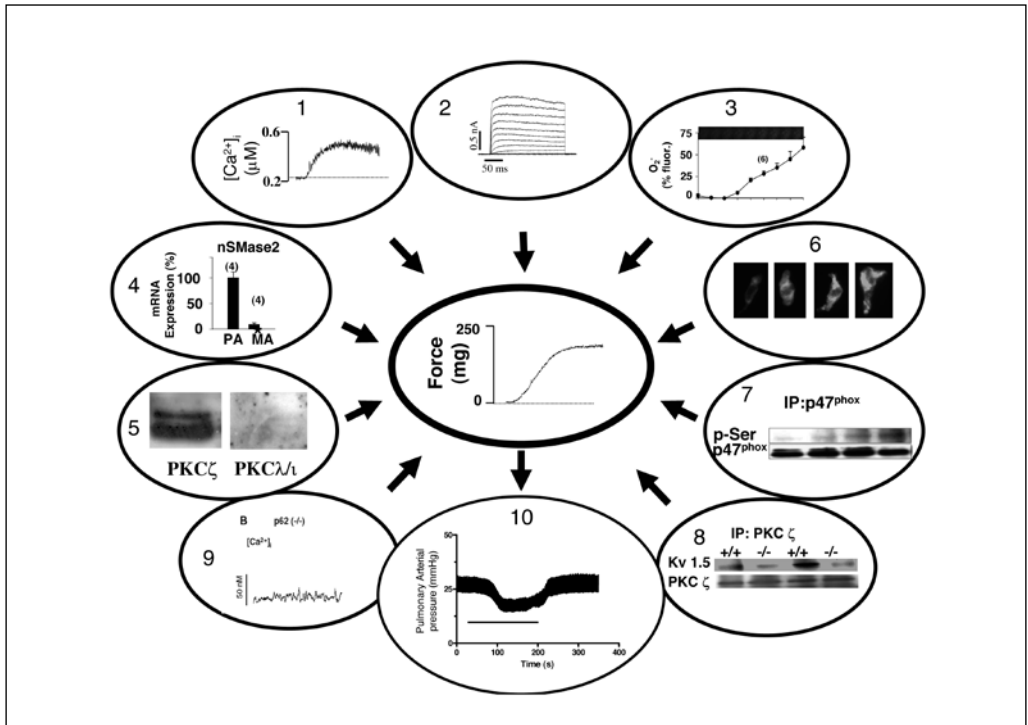 1
0.6
[Ca²⁺]ᵢ
(μM)
0.2
2
0.5 nA
50 ms
3
75
50
25
0
O₂⁻
(% fluor.)
(6)
4
nSMase2
mRNA
Expression (%)
100
50
0
(4)
(4)
PA MA
250
Force
(mg)
0
6
5
PKCζ PKCλ/ι
7
IP:p47ᵖʰᵒˣ
p-Ser
p47ᵖʰᵒˣ
B p62 (-/-)
[Ca²⁺]ᵢ
9
50 nM
10
Pulmonary Arterial
pressure (mmHg)
50
25
0
0 100 200 300 400
Time (s)
8
IP: PKC ζ
+/+ -/- +/+ -/-
Kv 1.5
PKC ζ